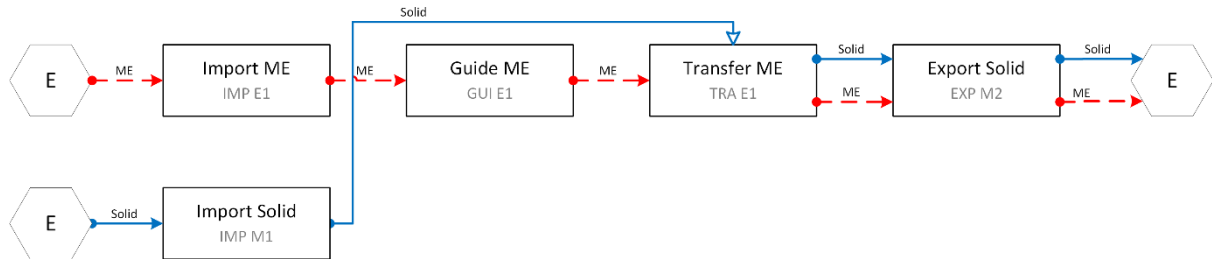 Solid
E
ME
Import ME
IMP E1
ME
Guide ME
GUI E1
ME
Transfer ME
TRA E1
Solid
ME
Export Solid
EXP M2
Solid
ME
E
E
Solid
Import Solid
IMP M1